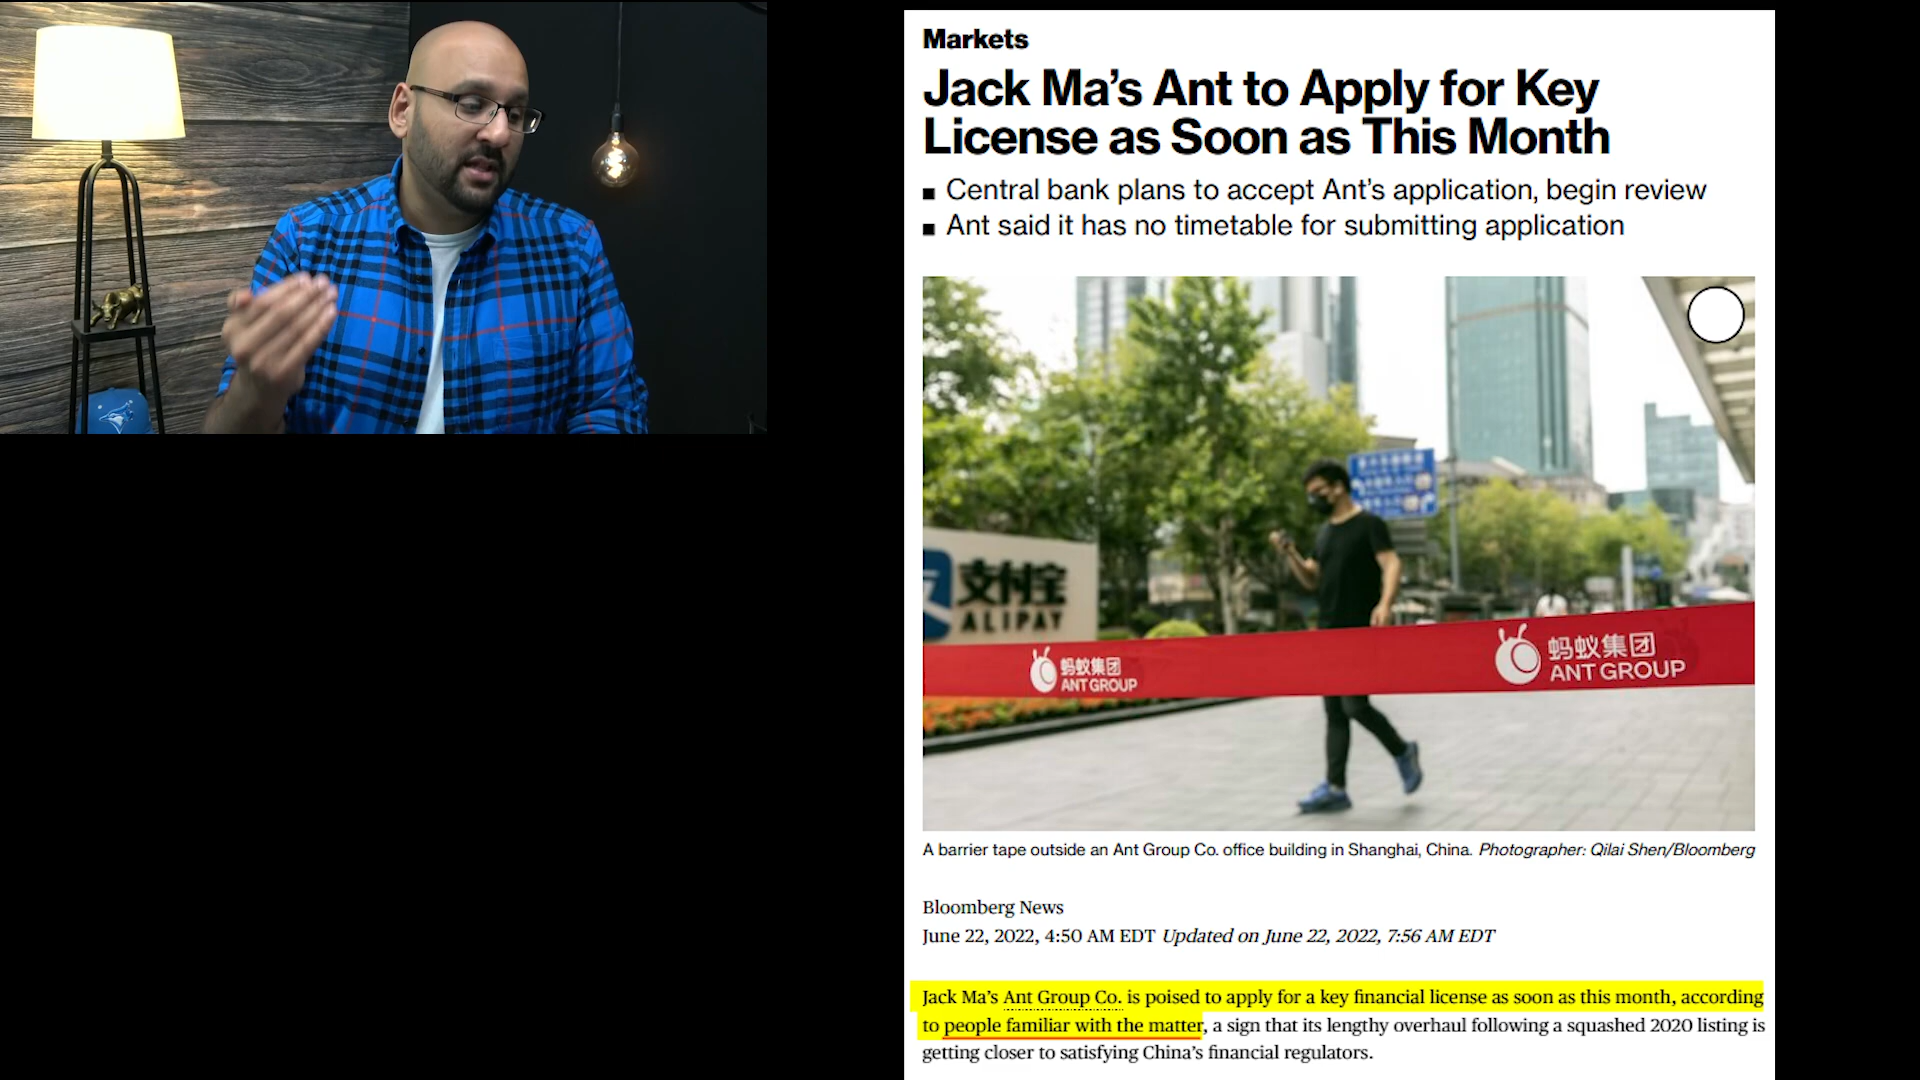 Markets
Jack Ma’s Ant to Apply for Key
License as Soon as This Month
Central bank plans to accept Ant’s application, begin review
Ant said it has no timetable for submitting application
支付宝
ALIPAY
蚂蚁集团
ANT GROUP
蚂蚁集团
ANT GROUP
A barrier tape outside an Ant Group Co. office building in Shanghai, China. Photographer: Qilai Shen/Bloomberg
Bloomberg News
June 22, 2022, 4:50 AM EDT Updated on June 22, 2022, 7:56 AM EDT
Jack Ma’s Ant Group Co. is poised to apply for a key financial license as soon as this month, according
to people familiar with the matter, a sign that its lengthy overhaul following a squashed 2020 listing is
getting closer to satisfying China’s financial regulators.